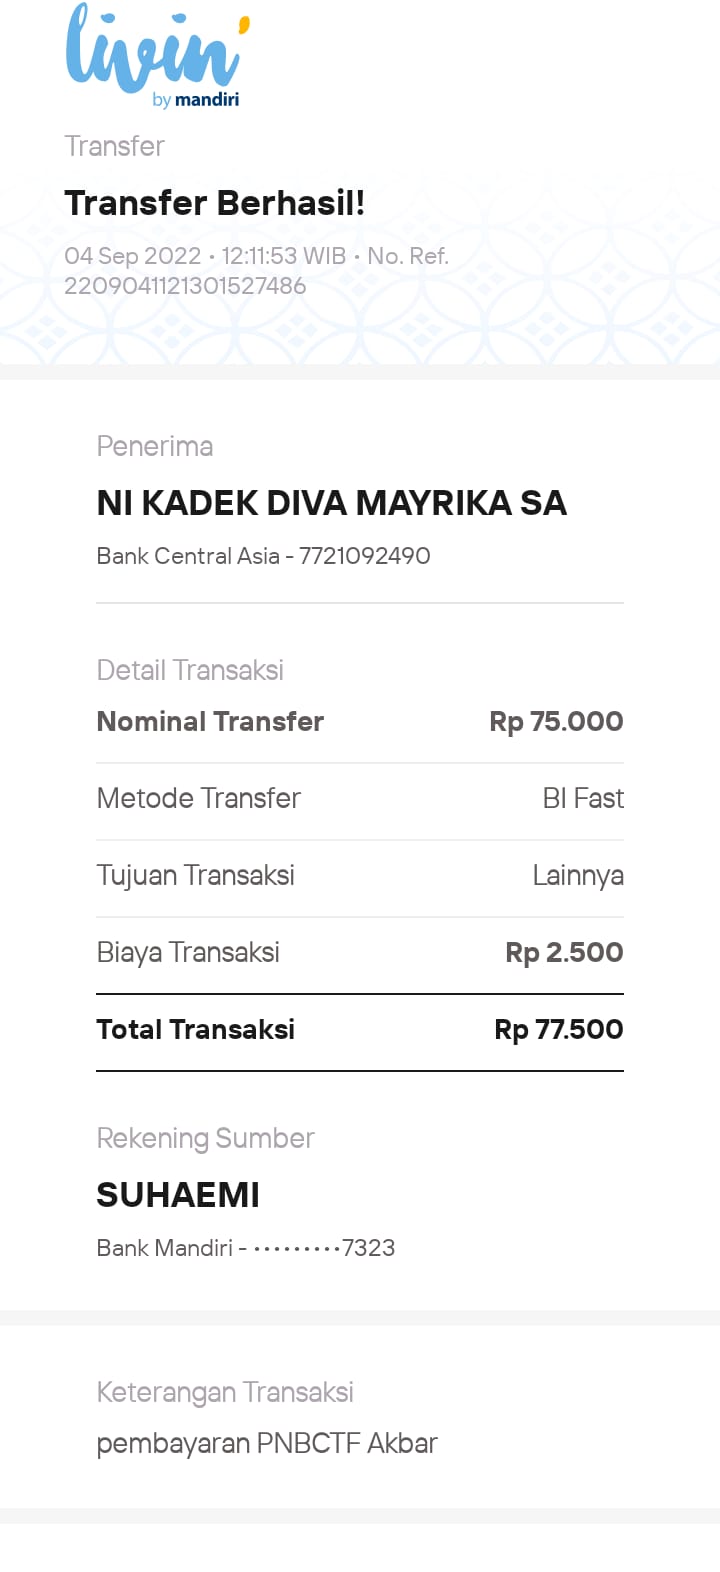 livin'
by mandiri
Transfer
Transfer Berhasil!
04 Sep 2022 • 12:11:53 WIB • No. Ref.
2209041121301527486
Penerima
NI KADEK DIVA MAYRIKA SA
Bank Central Asia - 7721092490
Detail Transaksi
Nominal Transfer Rp 75.000
Metode Transfer BI Fast
Tujuan Transaksi Lainnya
Biaya Transaksi Rp 2.500
Total Transaksi Rp 77.500
Rekening Sumber
SUHAEMI
Bank Mandiri - •••••••••7323
Keterangan Transaksi
pembayaran PNBCTF Akbar